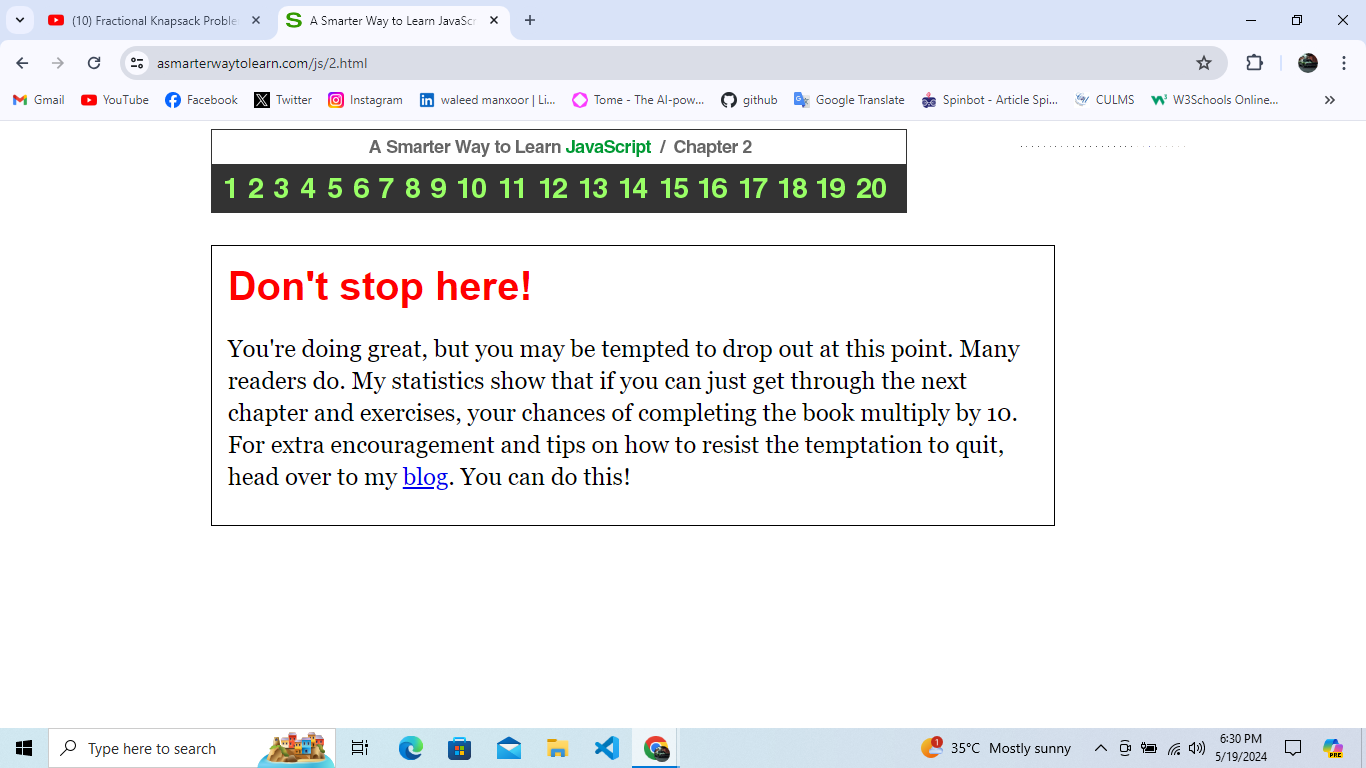 (10) Fractional Knapsack Proble
A Smarter Way to Learn JavaScr
asmarterwaytolearn.com/js/2.html
Gmail YouTube Facebook Twitter Instagram waleed manxoor | Li... Tome - The AI-pow... github Google Translate Spinbot - Article Spi... CULMS W3Schools Online...
A Smarter Way to Learn JavaScript / Chapter 2
1 2 3 4 5 6 7 8 9 10 11 12 13 14 15 16 17 18 19 20
Don't stop here!
You're doing great, but you may be tempted to drop out at this point. Many
readers do. My statistics show that if you can just get through the next
chapter and exercises, your chances of completing the book multiply by 10.
For extra encouragement and tips on how to resist the temptation to quit,
head over to my blog. You can do this!
Type here to search
1
35°C Mostly sunny
6:30 PM
5/19/2024
PRE